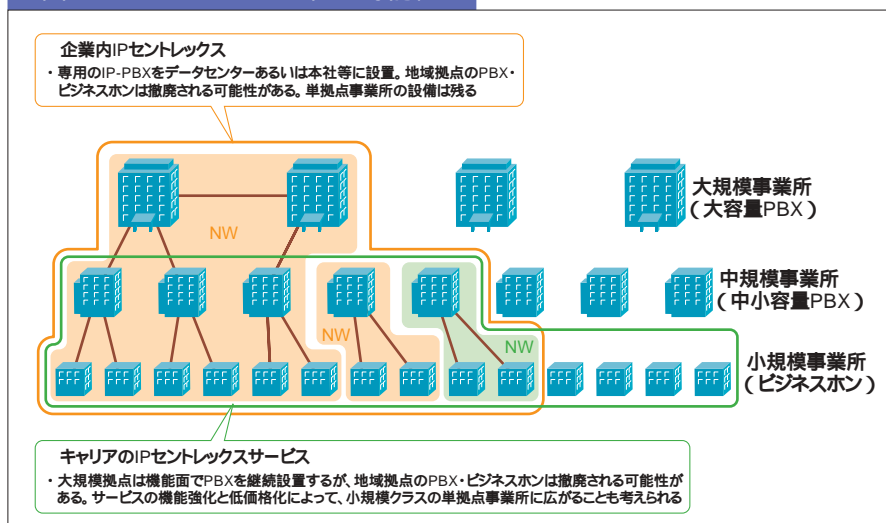 企業内IPセントレックス
・専用のIP-PBXをデータセンターあるいは本社等に設置。地域拠点のPBX・
ビジネスホンは撤廃される可能性がある。単拠点事業所の設備は残る
大規模事業所
（大容量PBX）
NW
中規模事業所
（中小容量PBX）
NW
NW
小規模事業所
（ビジネスホン）
キャリアのIPセントレックスサービス
・大規模拠点は機能面でPBXを継続設置するが、地域拠点のPBX・ビジネスホンは撤廃される可能性が
ある。サービスの機能強化と低価格化によって、小規模クラスの単拠点事業所に広がることも考えられる